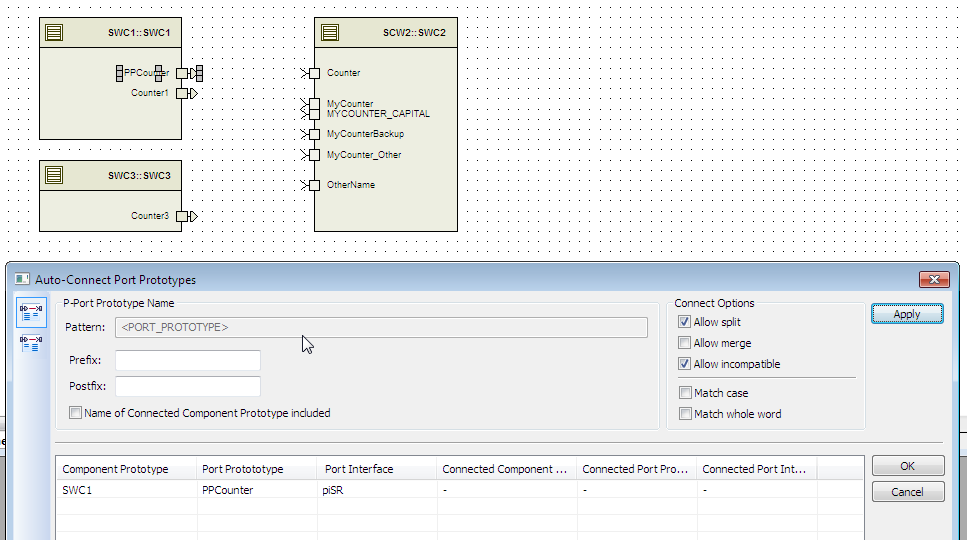 SWC1::SWC1
PPCounter
Counter1
SWC3::SWC3
Counter3
SCW2::SWC2
Counter
MyCounter
MYCOUNTER_CAPITAL
MyCounterBackup
MyCounter_Other
OtherName
Auto-Connect Port Prototypes
P-Port Prototype Name
Pattern: <PORT_PROTOTYPE>
Prefix:
Postfix:
Name of Connected Component Prototype included
Connect Options
Allow split
Allow merge
Allow incompatible
Match case
Match whole word
Apply
Component Prototype Port Protototype Port Interface Connected Component ... Connected Port Pro... Connected Port Int...
SWC1 PPCounter piSR - - -
OK
Cancel